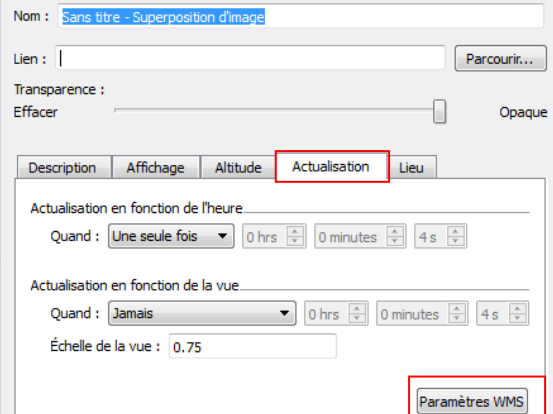 Nom : Sans titre - Superposition d'image
Lien : Parcourir...
Transparence :
Effacer Opaque
Description Affichage Altitude Actualisation Lieu
Actualisation en fonction de l'heure
Quand : Une seule fois 0 hrs 0 minutes 4 s
Actualisation en fonction de la vue
Quand : Jamais 0 hrs 0 minutes 4 s
Échelle de la vue : 0.75
Paramètres WMS